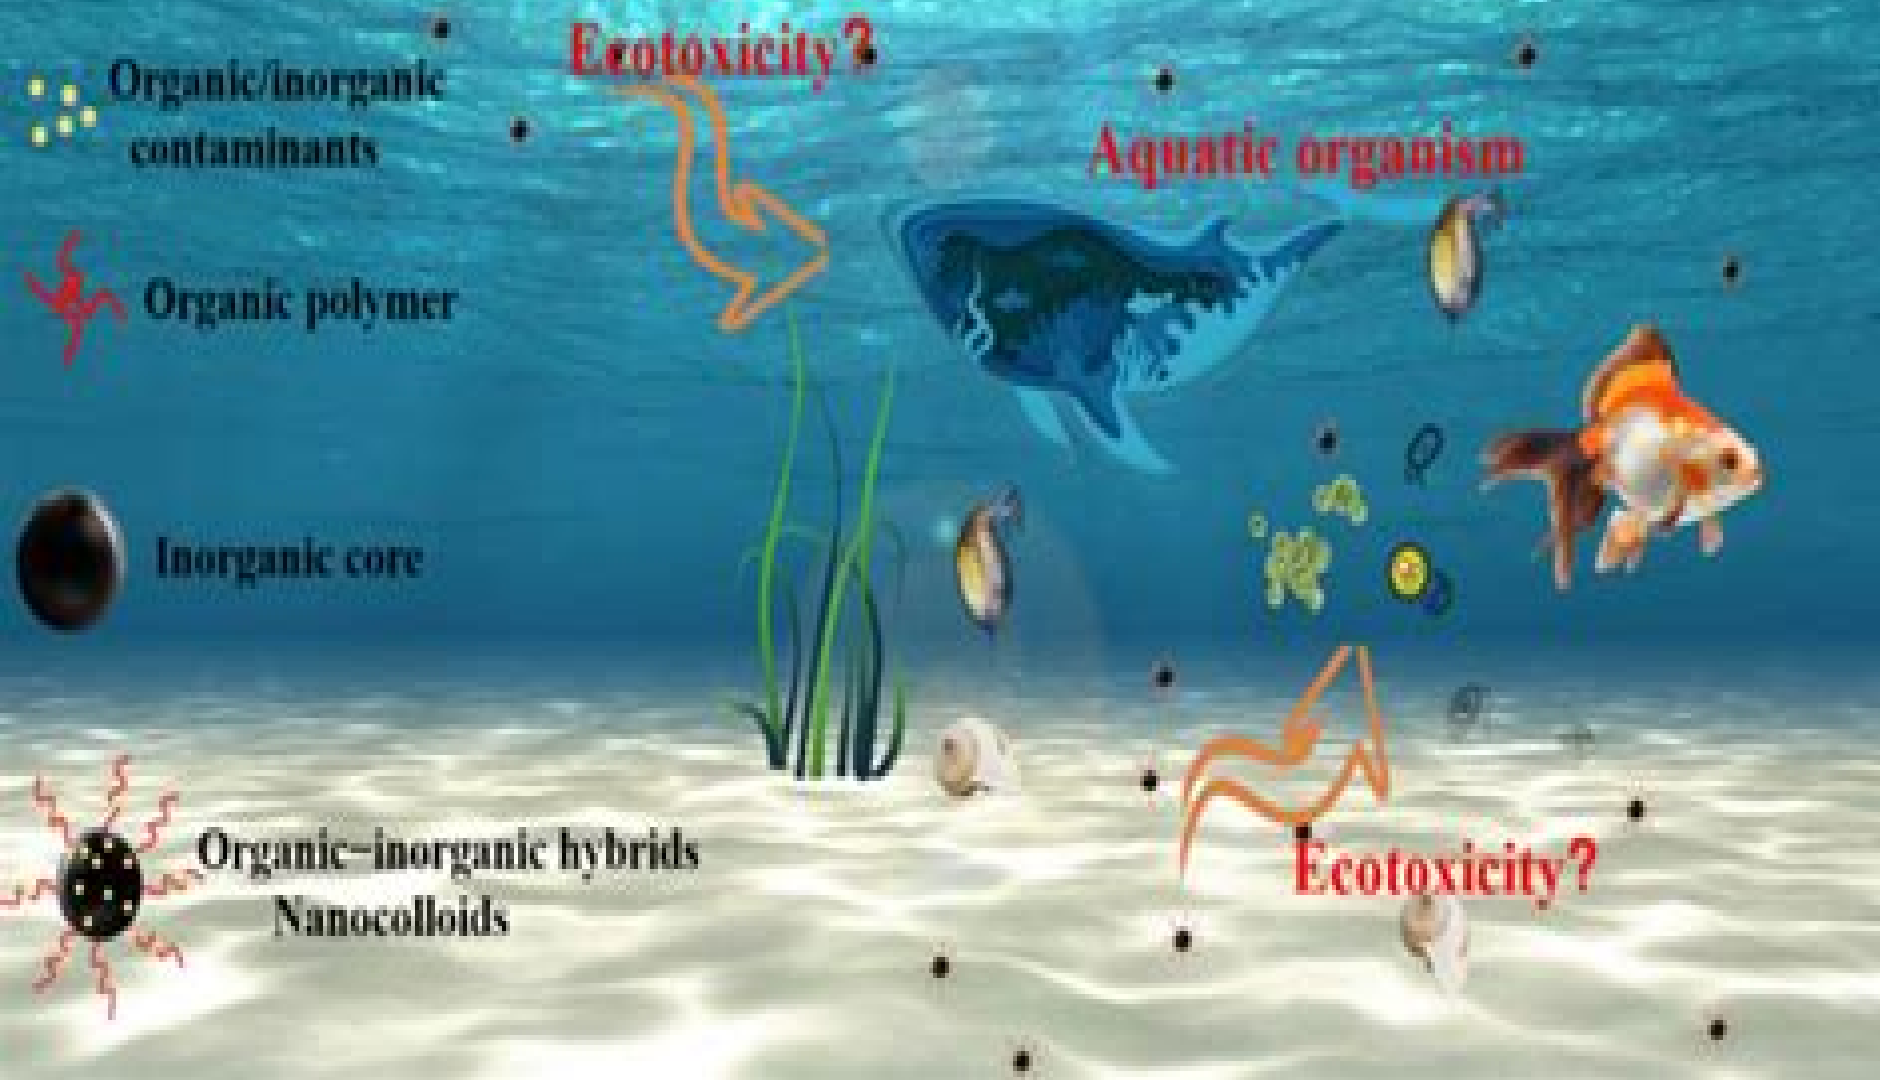 Ecotoxicity?
Organic/inorganic
contaminants
Aquatic organism
Organic polymer
Inorganic core
Organic-inorganic hybrids
Nanocolloids
Ecotoxicity?